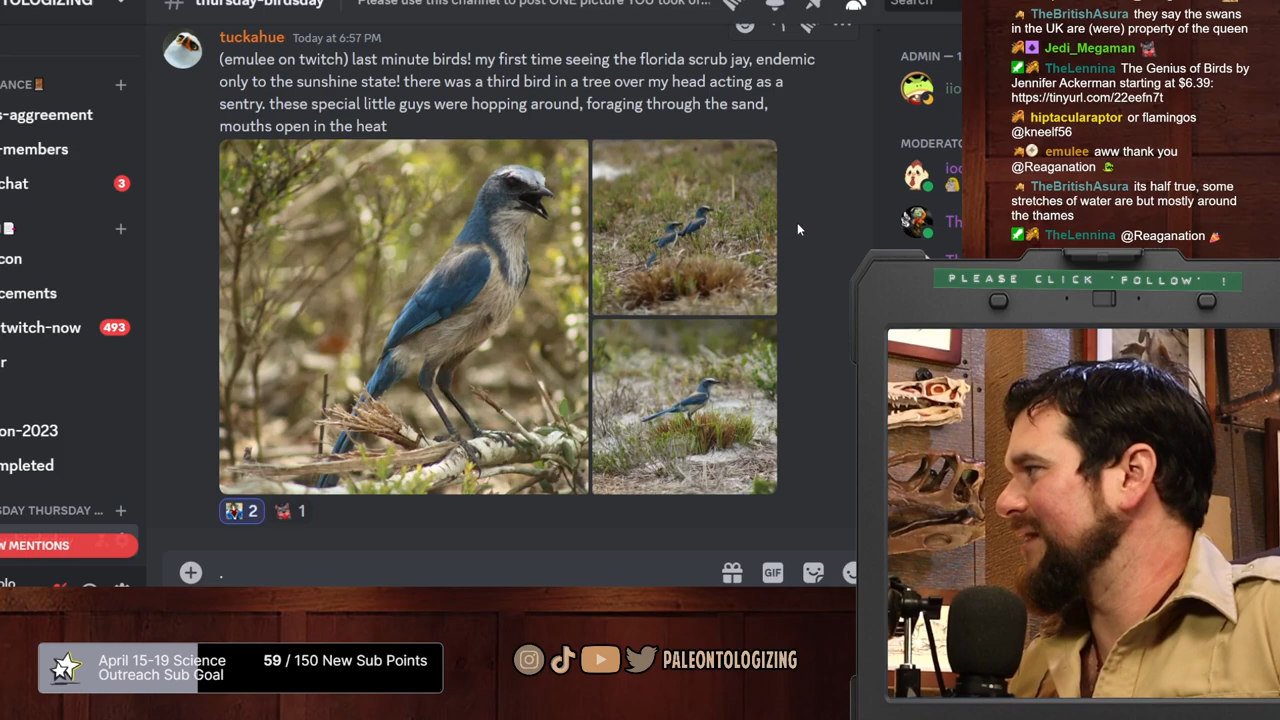 TOLOGIZING
# thursday-birdsday
Please use this channel to post ONE picture YOU took of...
Search
ANCE
s-aggreement
-members
chat
3
con
cements
twitch-now
493
r
on-2023
mpleted
SDAY THURSDAY ...
W MENTIONS
olo
tuckahue Today at 6:57 PM
(emulee on twitch) last minute birds! my first time seeing the florida scrub jay, endemic
only to the sunshine state! there was a third bird in a tree over my head acting as a
sentry. these special little guys were hopping around, foraging through the sand,
mouths open in the heat
2
1
.
GIF
ADMIN — 1
iio
MODERATO
Th
TheBritishAsura they say the swans
in the UK are (were) property of the queen
Jedi_Megaman
TheLennina The Genius of Birds by
Jennifer Ackerman starting at $6.39:
https://tinyurl.com/22eefn7t
hiptacularaptor or flamingos
@kneelf56
emulee aww thank you
@Reaganation
TheBritishAsura its half true, some
stretches of water are but mostly around
the thames
TheLennina @Reaganation
PLEASE CLICK "FOLLOW" !
April 15-19 Science
Outreach Sub Goal
59 / 150 New Sub Points
PALEONTOLOGIZING